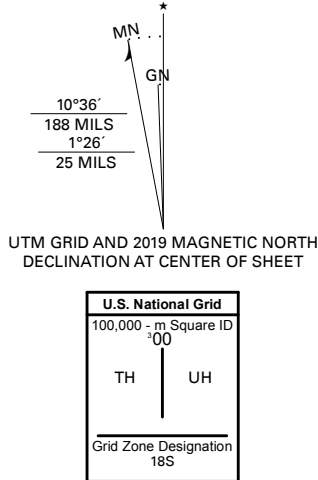 ★
MN
GN
10°36´
188 MILS
1°26´
25 MILS
UTM GRID AND 2019 MAGNETIC NORTH
DECLINATION AT CENTER OF SHEET
U.S. National Grid
100,000 - m Square ID
³00
TH UH
Grid Zone Designation
18S